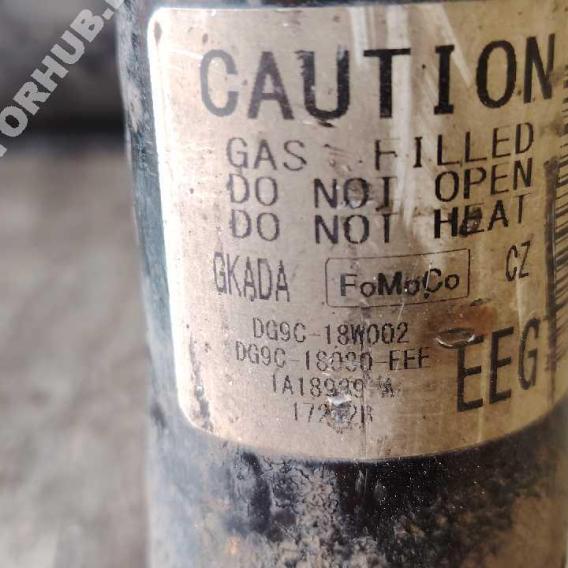 CAUTION
GAS FILLED
DO NOT OPEN
DO NOT HEAT
GKADA FoMoCo CZ
DG9C-18W002
EEG